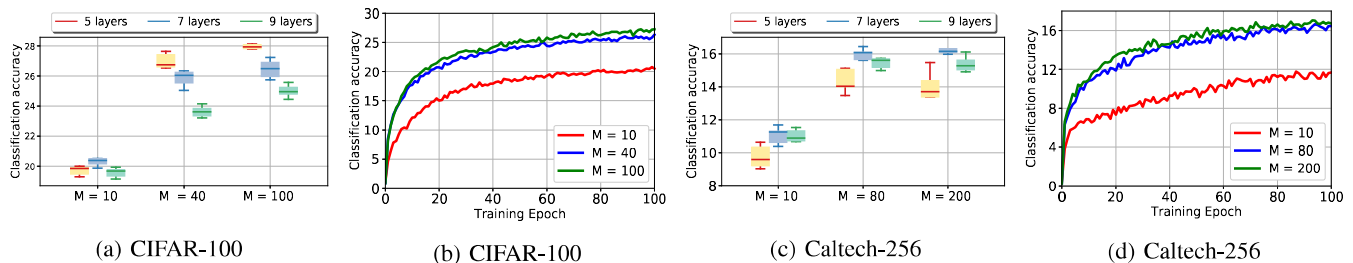 5 layers 7 layers 9 layers
Classification accuracy
28
26
24
22
20
M = 10 M = 40 M = 100
(a) CIFAR-100
Classification accuracy
30
25
20
15
10
5
0
0 20 40 60 80 100
Training Epoch
M = 10
M = 40
M = 100
(b) CIFAR-100
5 layers 7 layers 9 layers
Classification accuracy
16
14
12
10
8
M = 10 M = 80 M = 200
(c) Caltech-256
Classification accuracy
16
12
8
4
0
0 20 40 60 80 100
Training Epoch
M = 10
M = 80
M = 200
(d) Caltech-256